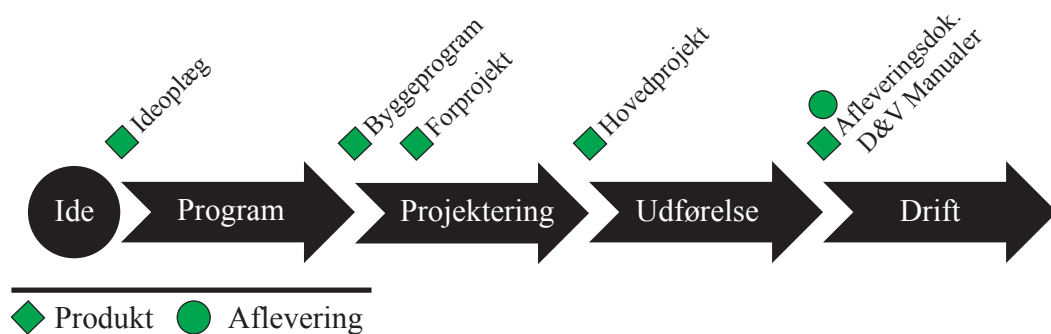 Ideoplæg
Byggeprogram
Forprojekt
Hovedprojekt
Afleveringsdok.
D&V Manualer
Ide
Program
Projektering
Udførelse
Drift
Produkt
Aflevering